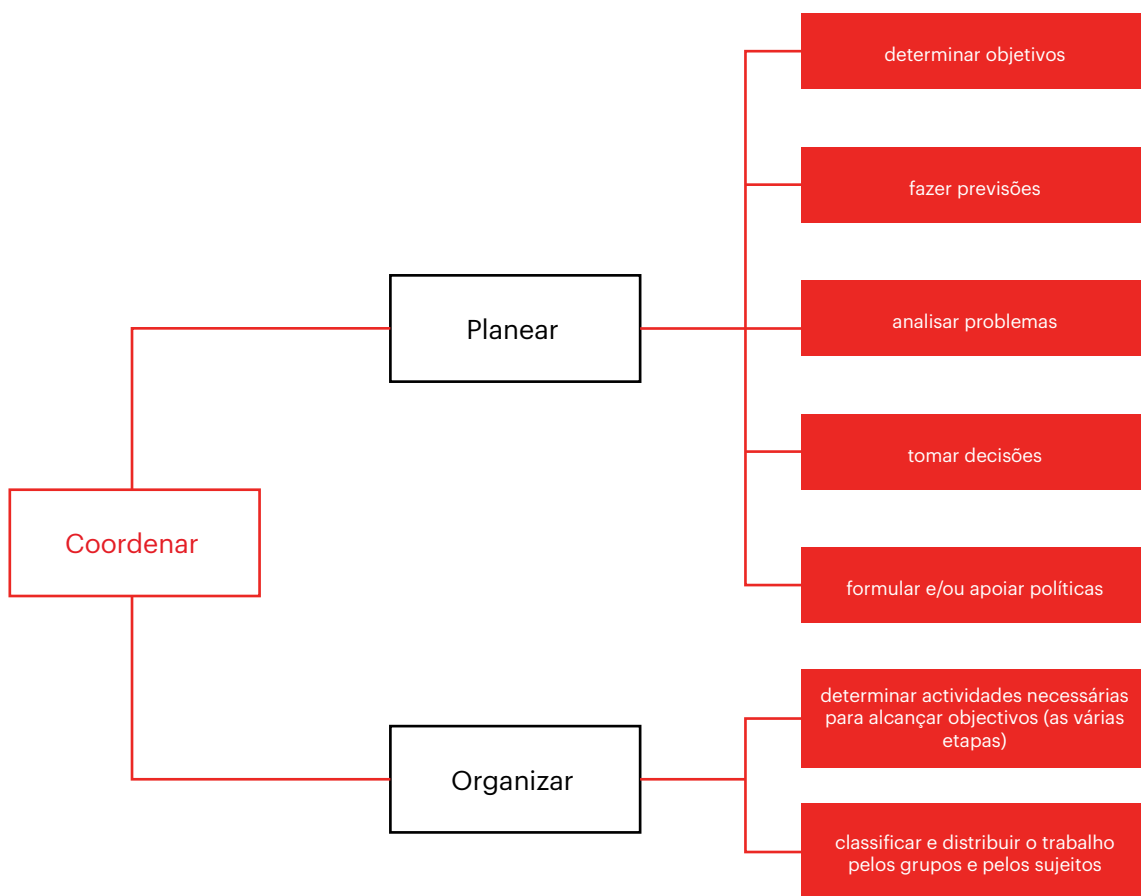 Coordenar
Planear
determinar objetivos
fazer previsões
analisar problemas
tomar decisões
formular e/ou apoiar políticas
Organizar
determinar actividades necessárias
para alcançar objectivos (as várias
etapas)
classificar e distribuir o trabalho
pelos grupos e pelos sujeitos